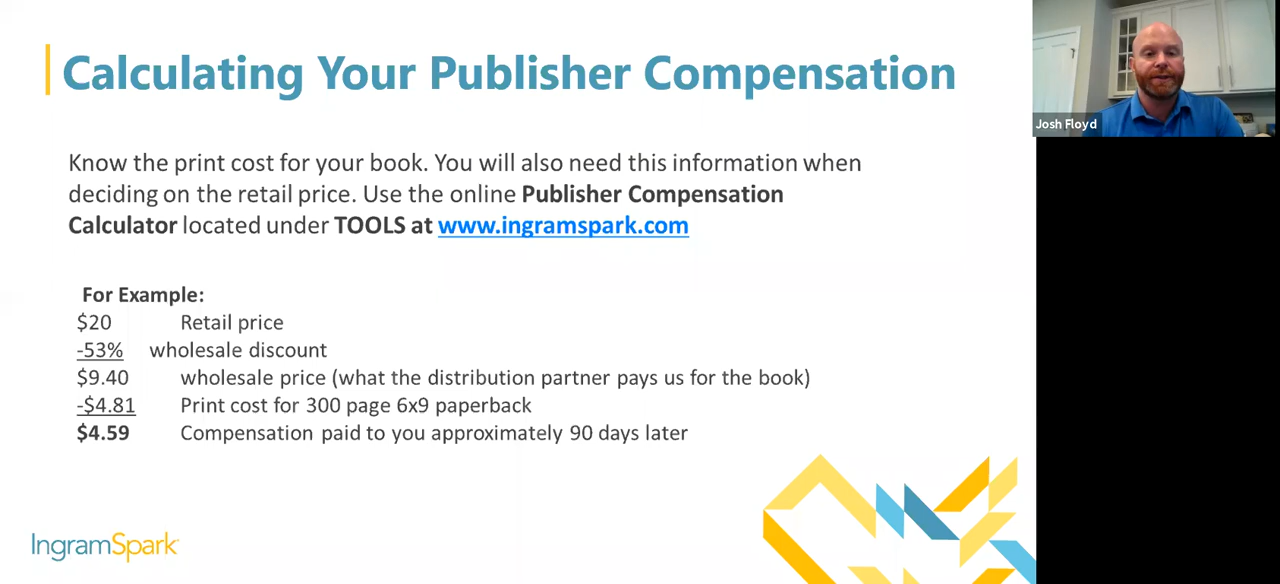 Calculating Your Publisher Compensation
Know the print cost for your book. You will also need this information when
deciding on the retail price. Use the online Publisher Compensation
Calculator located under TOOLS at www.ingramspark.com
For Example:
$20 Retail price
-53% wholesale discount
$9.40 wholesale price (what the distribution partner pays us for the book)
-$4.81 Print cost for 300 page 6x9 paperback
$4.59 Compensation paid to you approximately 90 days later
IngramSpark
Josh Floyd